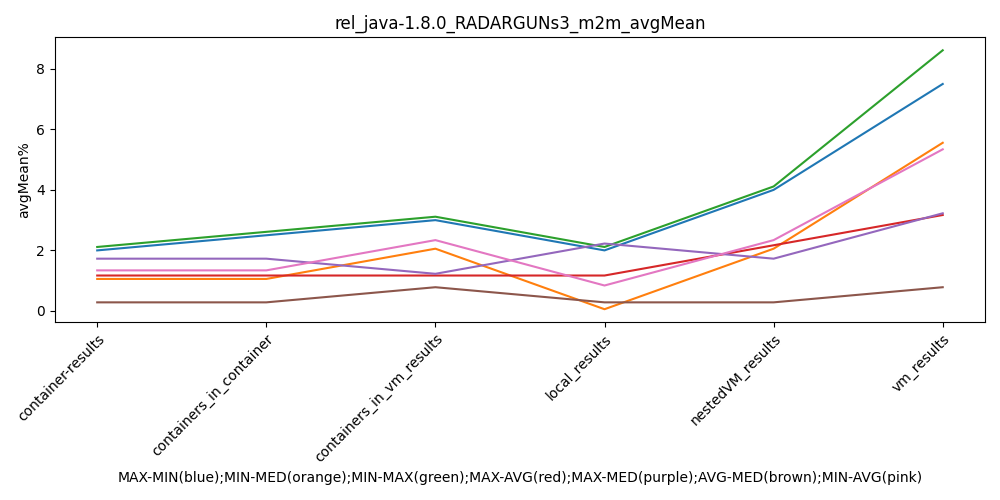 rel_java-1.8.0_RADARGUNs3_m2m_avgMean
avgMean%
8
6
4
2
0
container-results
containers_in_container
containers_in_vm_results
local_results
nestedVM_results
vm_results
MAX-MIN(blue);MIN-MED(orange);MIN-MAX(green);MAX-AVG(red);MAX-MED(purple);AVG-MED(brown);MIN-AVG(pink)